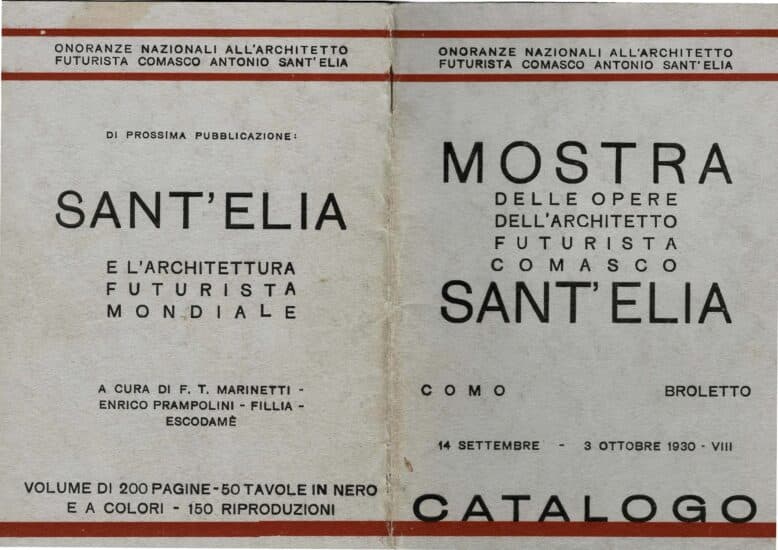 ONORANZE NAZIONALI ALL'ARCHITETTO
FUTURISTA COMASCO ANTONIO SANT'ELIA
DI PROSSIMA PUBBLICAZIONE:
SANT'ELIA
E L'ARCHITETTURA
FUTURISTA
MONDIALE
A CURA DI F. T. MARINETTI -
ENRICO PRAMPOLINI - FILLIA -
ESCODAMÈ
VOLUME DI 200 PAGINE - 50 TAVOLE IN NERO
E A COLORI - 150 RIPRODUZIONI
ONORANZE NAZIONALI ALL'ARCHITETTO
FUTURISTA COMASCO ANTONIO SANT'ELIA
MOSTRA
DELLE OPERE
DELL'ARCHITETTO
FUTURISTA
COMASCO
SANT'ELIA
COMO BROLETTO
14 SETTEMBRE - 3 OTTOBRE 1930 - VIII
CATALOGO